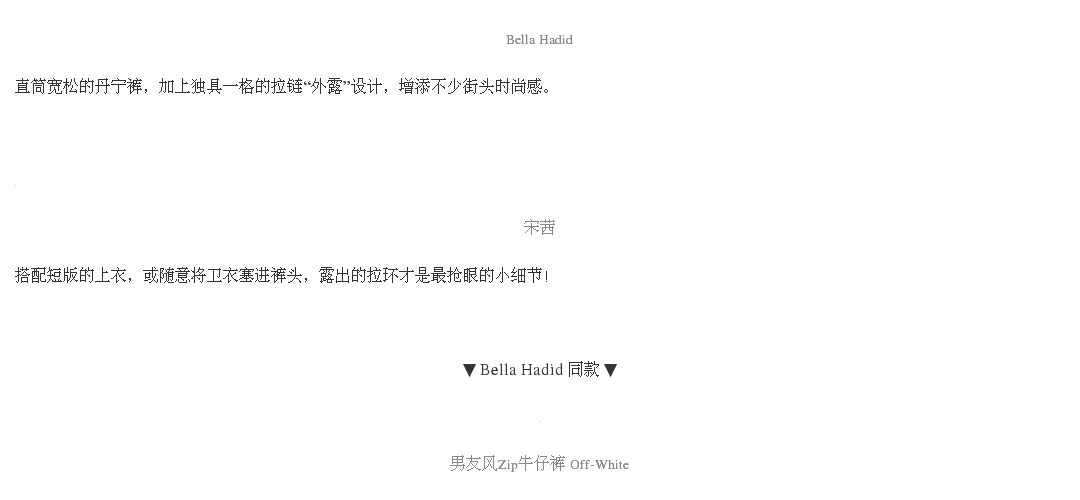 Bella Hadid
直筒宽松的丹宁裤，加上独具一格的拉链“外露”设计，增添不少街头时尚感。
宋茜
搭配短版的上衣，或随意将卫衣塞进裤头，露出的拉环才是最抢眼的小细节！
▼ Bella Hadid 同款 ▼
男友风Zip牛仔裤 Off-White